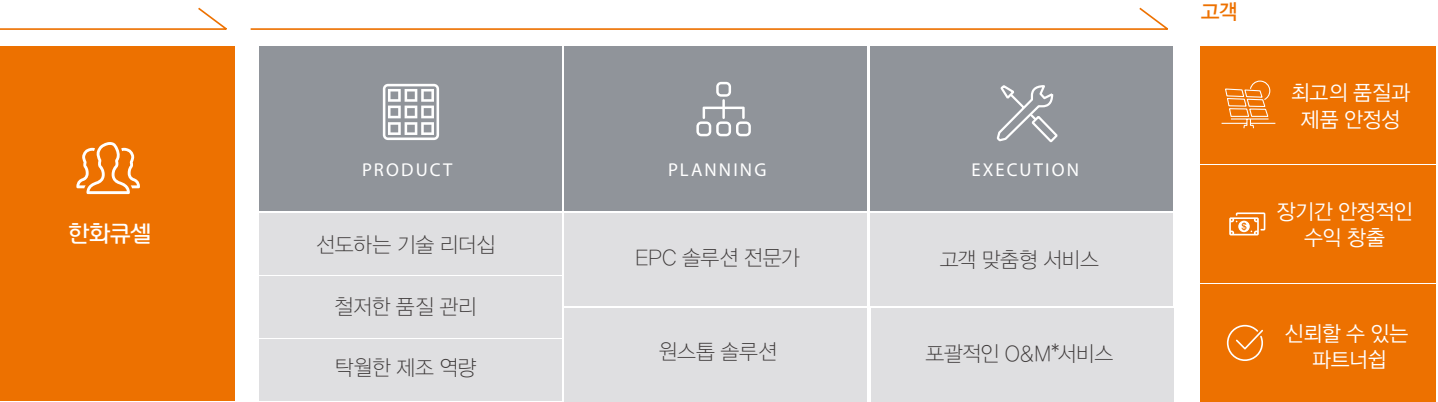 고객
한화큐셀
PRODUCT
선도하는 기술 리더십
철저한 품질 관리
탁월한 제조 역량
PLANNING
EPC 솔루션 전문가
원스톱 솔루션
EXECUTION
고객 맞춤형 서비스
포괄적인 O&M*서비스
최고의 품질과
제품 안정성
장기간 안정적인
수익 창출
신뢰할 수 있는
파트너쉽